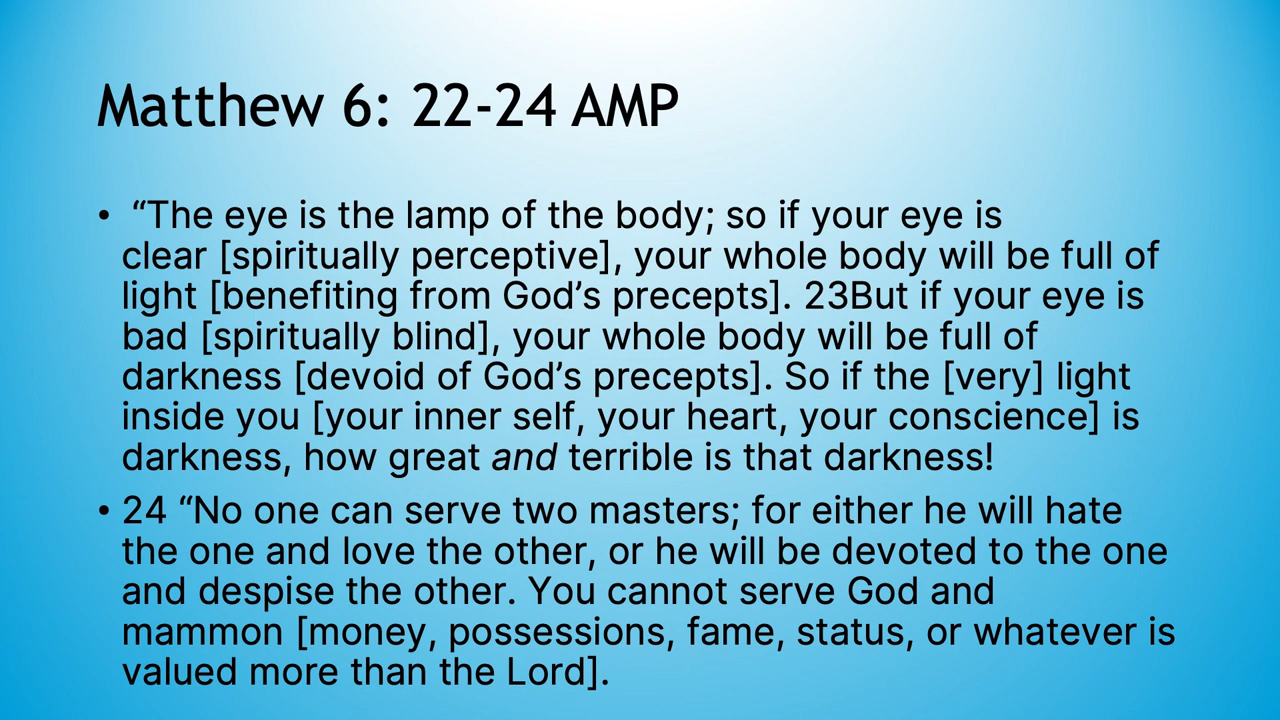 Matthew 6: 22-24 AMP
• “The eye is the lamp of the body; so if your eye is
clear [spiritually perceptive], your whole body will be full of
light [benefiting from God’s precepts]. 23But if your eye is
bad [spiritually blind], your whole body will be full of
darkness [devoid of God’s precepts]. So if the [very] light
inside you [your inner self, your heart, your conscience] is
darkness, how great and terrible is that darkness!
• 24 “No one can serve two masters; for either he will hate
the one and love the other, or he will be devoted to the one
and despise the other. You cannot serve God and
mammon [money, possessions, fame, status, or whatever is
valued more than the Lord].